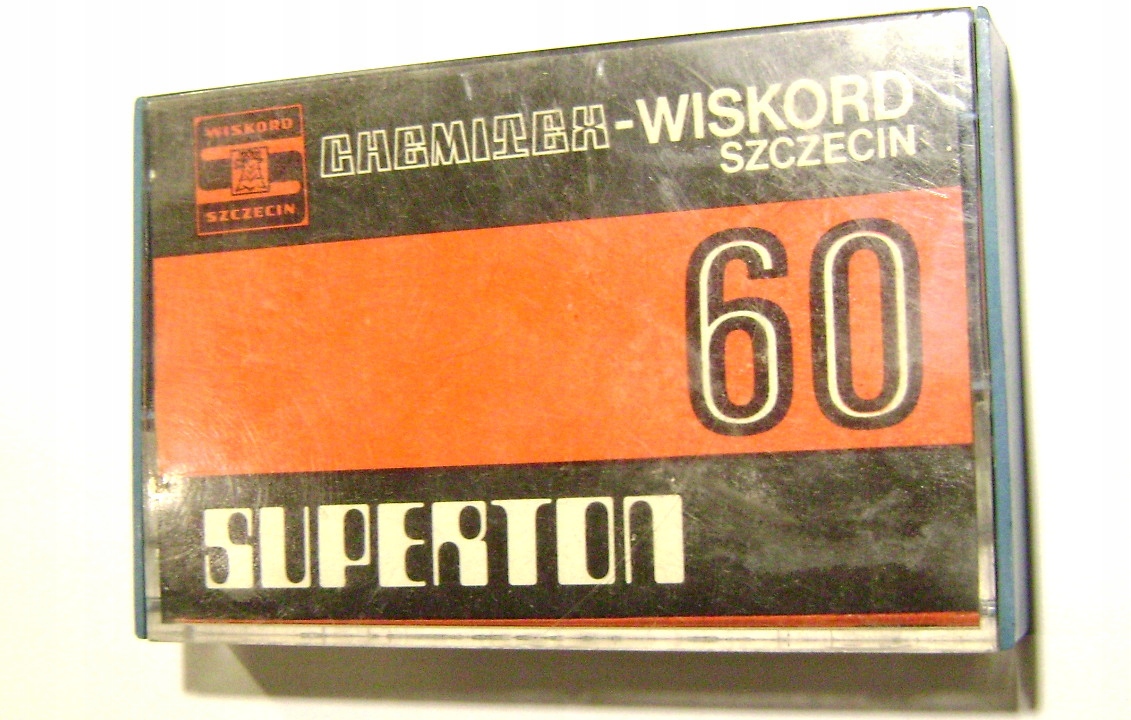 WISKORD
SZCZECIN
CHEMITEX-WISKORD
SZCZECIN
60
SUPERTON